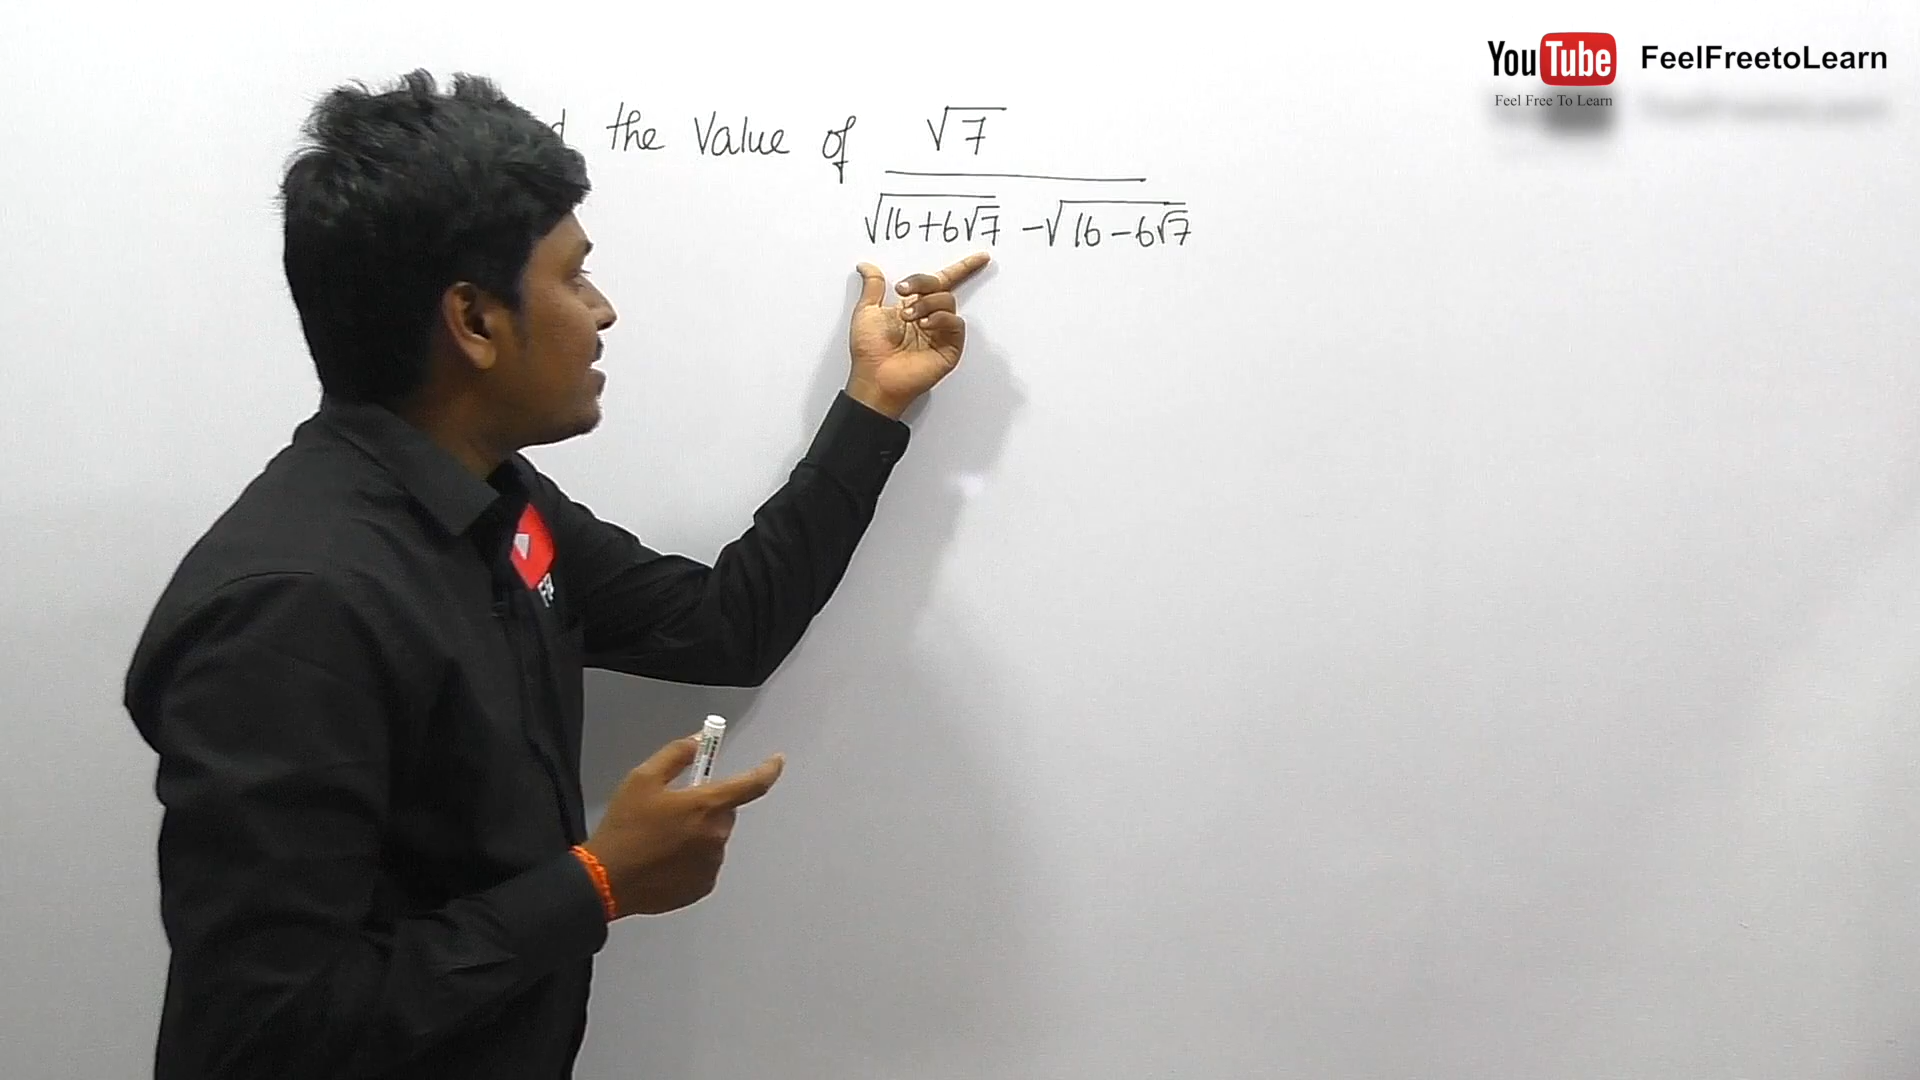 YouTube FeelFreetoLearn
Feel Free To Learn
the Value of √7
√16+6√7 -√16-6√7